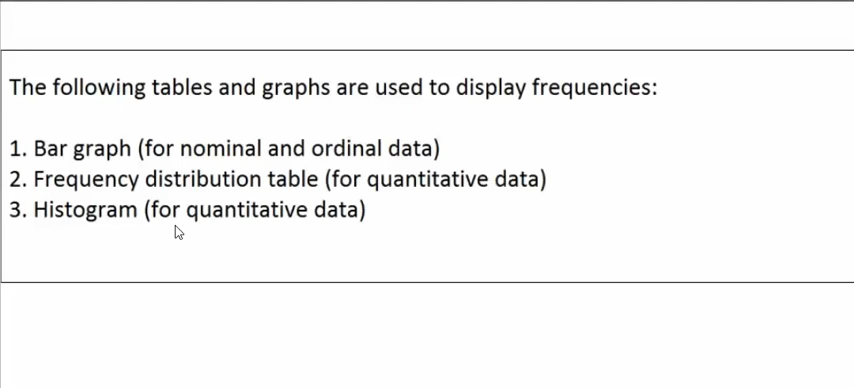 The following tables and graphs are used to display frequencies:
1. Bar graph (for nominal and ordinal data)
2. Frequency distribution table (for quantitative data)
3. Histogram (for quantitative data)